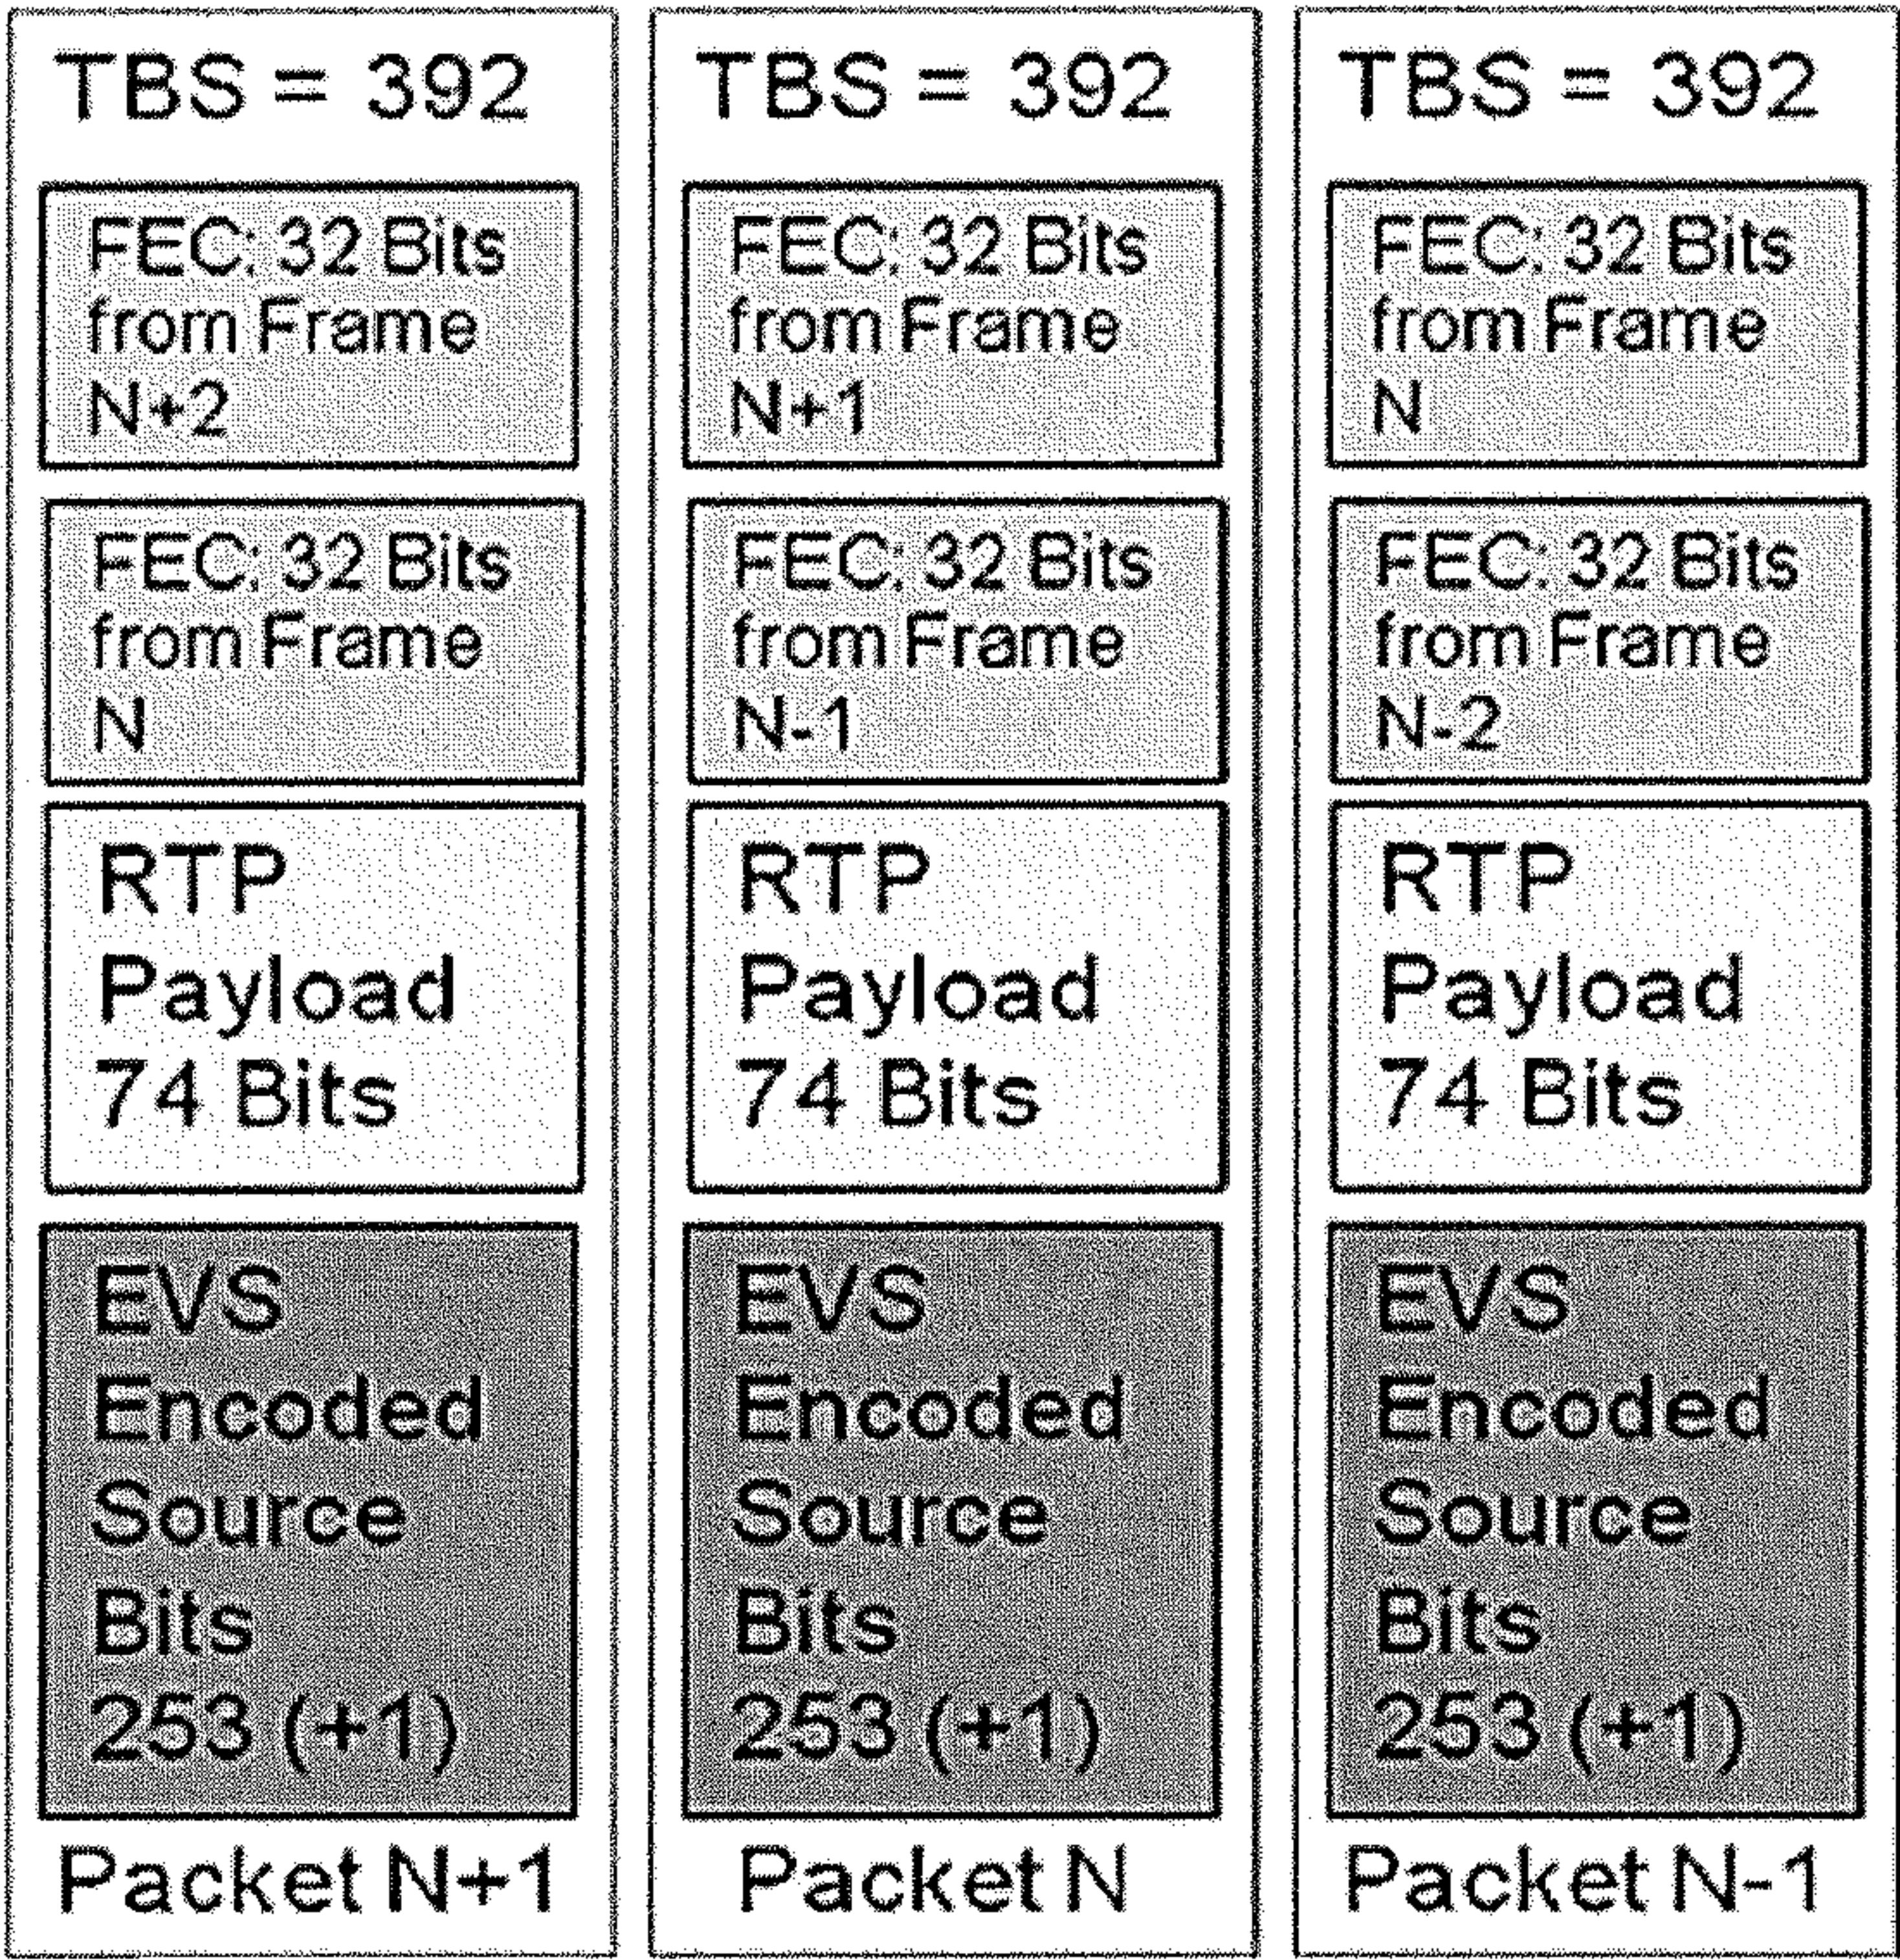 TBS = 392
FEC: 32 Bits
from Frame
N+2
FEC: 32 Bits
from Frame
N
RTP
Payload
74 Bits
EVS
Encoded
Source
Bits
253 (+1)
Packet N+1
TBS = 392
FEC: 32 Bits
from Frame
N+1
FEC: 32 Bits
from Frame
N-1
RTP
Payload
74 Bits
EVS
Encoded
Source
Bits
253 (+1)
Packet N
TBS = 392
FEC: 32 Bits
from Frame
N
FEC: 32 Bits
from Frame
N-2
RTP
Payload
74 Bits
EVS
Encoded
Source
Bits
253 (+1)
Packet N-1